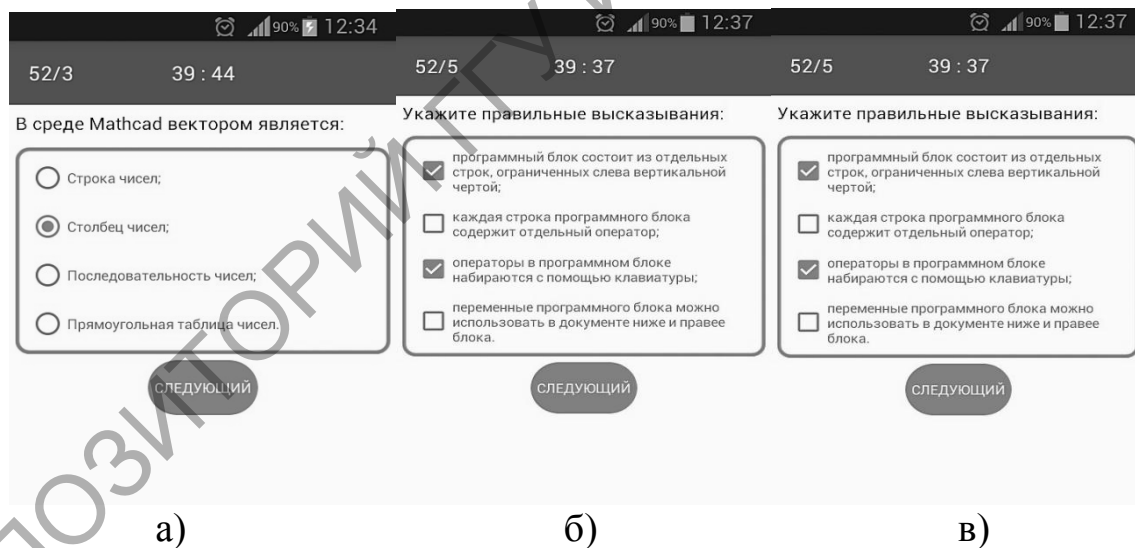 90% 12:34
52/3 39 : 44
В среде Mathcad вектором является:
Строка чисел;
Столбец чисел;
Последовательность чисел;
Прямоугольная таблица чисел.
СЛЕДУЮЩИЙ
а)
90% 12:37
52/5 39 : 37
Укажите правильные высказывания:
программный блок состоит из отдельных
строк, ограниченных слева вертикальной
чертой;
каждая строка программного блока
содержит отдельный оператор;
операторы в программном блоке
набираются с помощью клавиатуры;
переменные программного блока можно
использовать в документе ниже и правее
блока.
СЛЕДУЮЩИЙ
б)
90% 12:37
52/5 39 : 37
Укажите правильные высказывания:
программный блок состоит из отдельных
строк, ограниченных слева вертикальной
чертой;
каждая строка программного блока
содержит отдельный оператор;
операторы в программном блоке
набираются с помощью клавиатуры;
переменные программного блока можно
использовать в документе ниже и правее
блока.
СЛЕДУЮЩИЙ
в)
ПОЗИТОРИЙ ГГУ